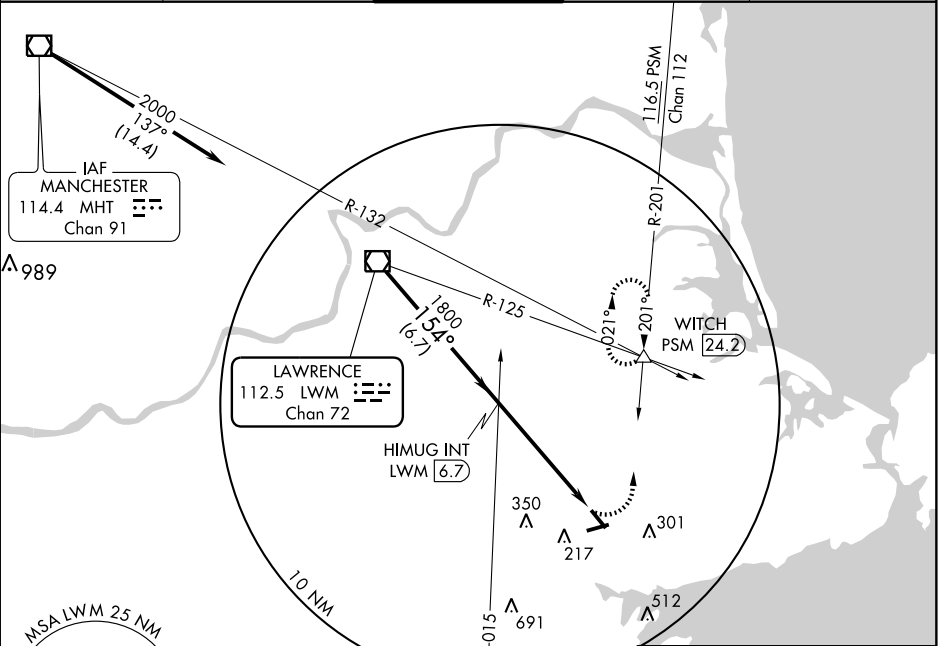 2000
137°
(14.4)
IAF
MANCHESTER
114.4 MHT
Chan 91
989
R-132
116.5 PSM
Chan 112
R-201
R-125
1800
154°
(6.7)
021°
201°
WITCH
PSM 24.2
LAWRENCE
112.5 LWM
Chan 72
HIMUG INT
LWM 6.7
350
217
301
691
512
10 NM
-015
MSA LWM 25 NM